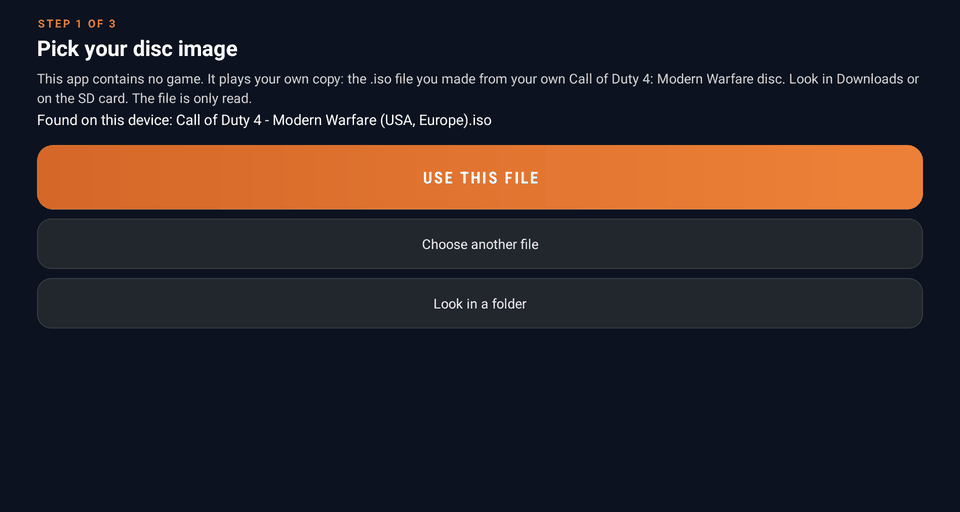 STEP 1 OF 3
Pick your disc image
This app contains no game. It plays your own copy: the .iso file you made from your own Call of Duty 4: Modern Warfare disc. Look in Downloads or
on the SD card. The file is only read.
Found on this device: Call of Duty 4 - Modern Warfare (USA, Europe).iso
USE THIS FILE
Choose another file
Look in a folder